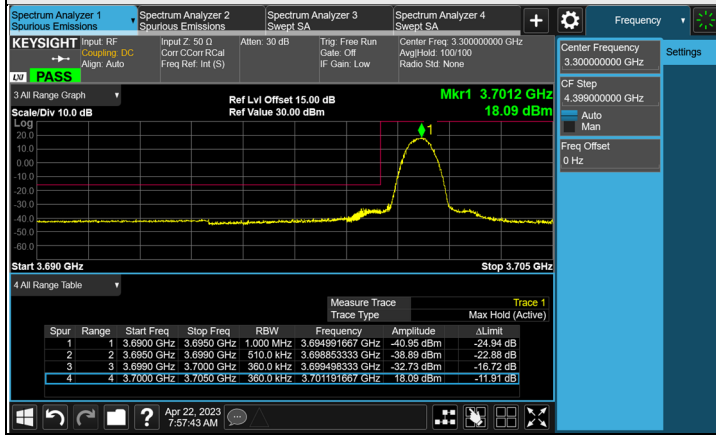 Spectrum Analyzer 1
Spurious Emissions
Spectrum Analyzer 2
Spurious Emissions
Spectrum Analyzer 3
Swept SA
Spectrum Analyzer 4
Swept SA
+
Frequency
KEYSIGHT
Input: RF
Coupling: DC
Align: Auto
Input Z: 50 Ω
Corr CCorr RCal
Freq Ref: Int (S)
Atten: 30 dB
Trig: Free Run
Gate: Off
IF Gain: Low
Center Freq: 3.300000000 GHz
Avg|Hold: 100/100
Radio Std: None
LXI PASS
Center Frequency
3.300000000 GHz
Settings
CF Step
4.399000000 GHz
Auto
Man
Freq Offset
0 Hz
3 All Range Graph
Scale/Div 10.0 dB
Ref Lvl Offset 15.00 dB
Ref Value 30.00 dBm
Mkr1 3.7012 GHz
18.09 dBm
Log
20.0
10.0
0.00
-10.0
-20.0
-30.0
-40.0
-50.0
-60.0
1
Start 3.690 GHz
Stop 3.705 GHz
4 All Range Table
Measure Trace Trace 1
Trace Type Max Hold (Active)
Spur Range Start Freq Stop Freq RBW Frequency Amplitude ΔLimit
1 1 3.6900 GHz 3.6950 GHz 1.000 MHz 3.694991667 GHz -40.95 dBm -24.94 dB
2 2 3.6950 GHz 3.6990 GHz 510.0 kHz 3.698853333 GHz -38.89 dBm -22.88 dB
3 3 3.6990 GHz 3.7000 GHz 360.0 kHz 3.699498333 GHz -32.73 dBm -16.72 dB
4 4 3.7000 GHz 3.7050 GHz 360.0 kHz 3.701191667 GHz 18.09 dBm -11.91 dB
?
Apr 22, 2023
7:57:43 AM